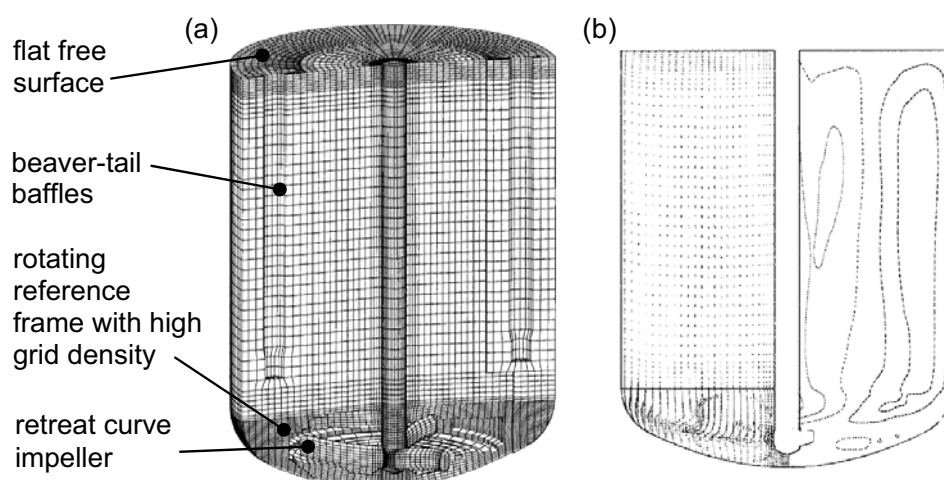 (a)
(b)
flat free
surface
beaver-tail
baffles
rotating
reference
frame with high
grid density
retreat curve
impeller